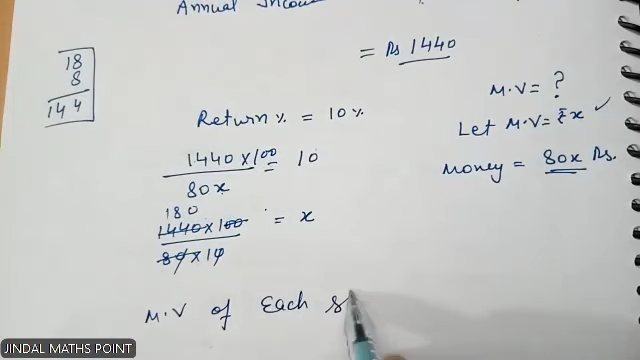 Annual Income
18
8
144
= Rs 1440
M.V = ?
Let M.V = ₹x ✓
Money = 80x Rs.
Return % = 10%
1440 x 100 = 10
80x
180
1440 x 100 = x
80 x 10
M.V of Each s
JINDAL MATHS POINT